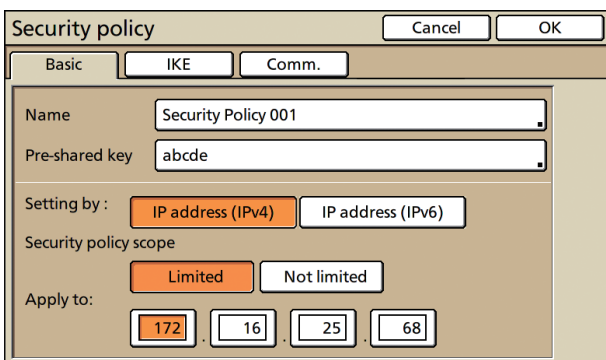 Security policy Cancel OK
Basic IKE Comm.
Name Security Policy 001
Pre-shared key abcde
Setting by : IP address (IPv4) IP address (IPv6)
Security policy scope
Limited Not limited
Apply to:
172 . 16 . 25 . 68